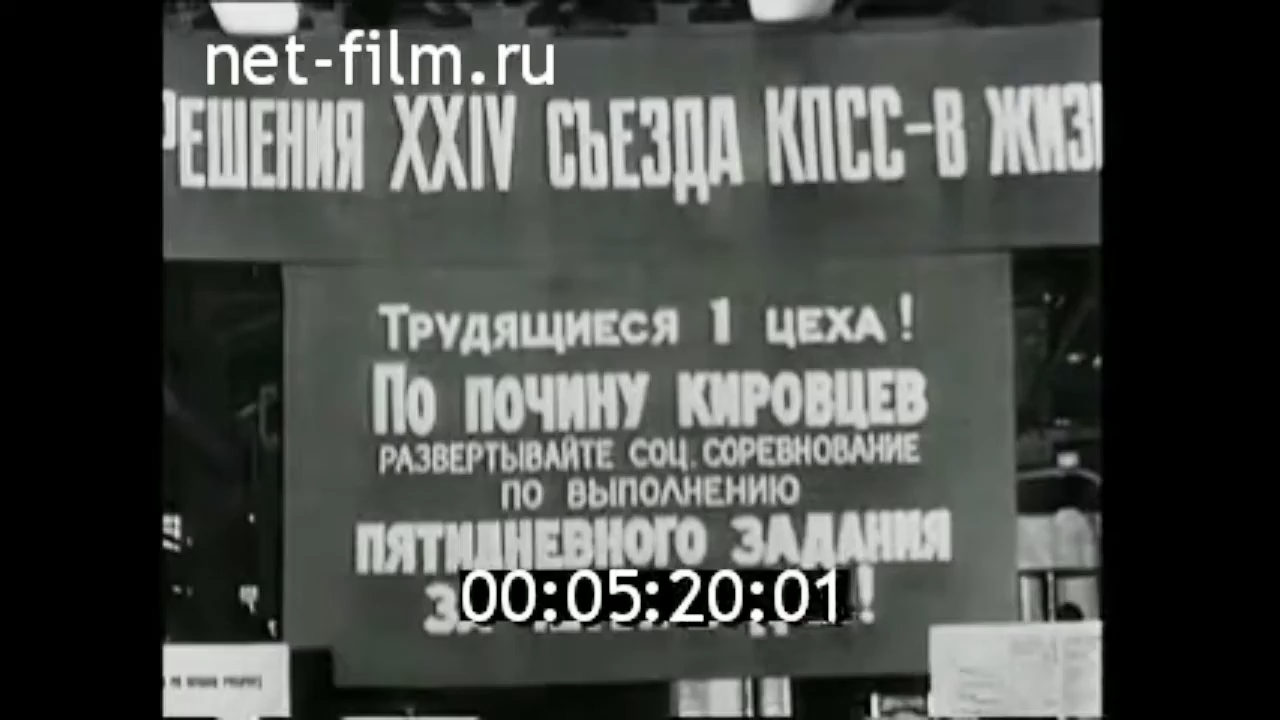 net-film.ru
РЕШЕНИЯ XXIV СЪЕЗДА КПСС-В ЖИЗ
Трудящиеся 1 цеха!
По почину кировцев
РАЗВЕРТЫВАЙТЕ СОЦ. СОРЕВНОВАНИЕ
ПО ВЫПОЛНЕНИЮ
ПЯТИДНЕВНОГО ЗАДАНИЯ
ЗА
00:05:20:01
!